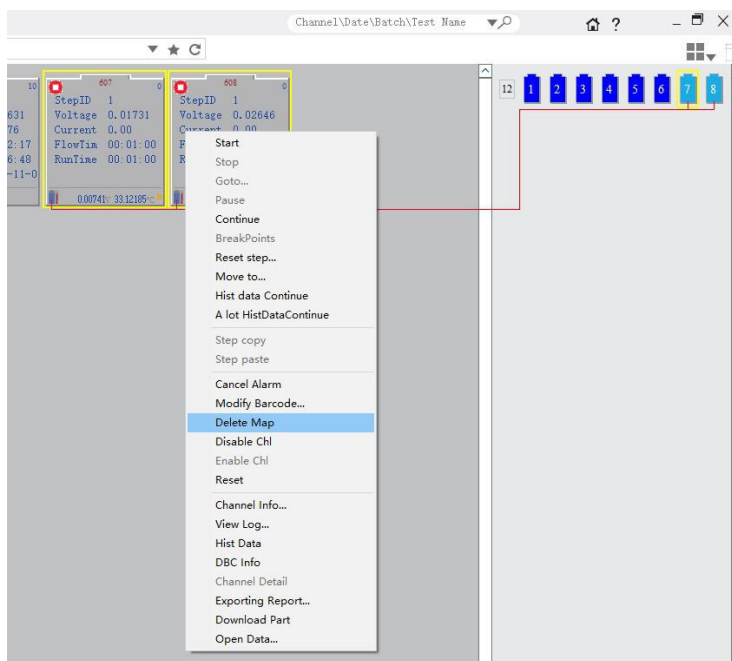 Channel\Date\Batch\Test Name
?
10
631
76
2:17
6:48
-11-0
607 0
StepID 1
Voltage 0.01731
Current 0.00
FlowTim 00:01:00
RunTime 00:01:00
0.00741V 33.12185°C
608 0
StepID 1
Voltage 0.02646
Current 0.00
F
R
12 1 2 3 4 5 6 7 8
Start
Stop
Goto...
Pause
Continue
BreakPoints
Reset step...
Move to...
Hist data Continue
A lot HistDataContinue
Step copy
Step paste
Cancel Alarm
Modify Barcode...
Delete Map
Disable Chl
Enable Chl
Reset
Channel Info...
View Log...
Hist Data
DBC Info
Channel Detail
Exporting Report...
Download Part
Open Data...